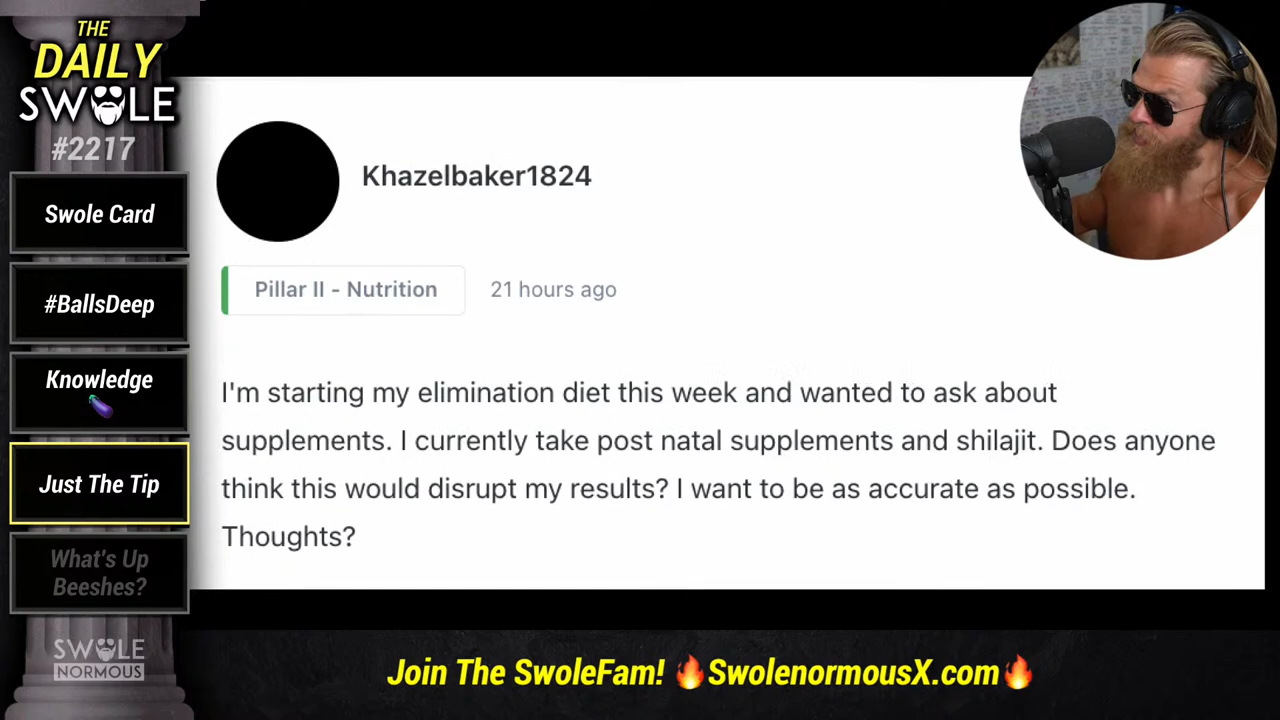 THE
DAILY
SWOLE
#2217
Swole Card
#BallsDeep
Knowledge
🍆
Just The Tip
What's Up
Beeshes?
SWOLE
NORMOUS
Khazelbaker1824
Pillar II - Nutrition
21 hours ago
I'm starting my elimination diet this week and wanted to ask about
supplements. I currently take post natal supplements and shilajit. Does anyone
think this would disrupt my results? I want to be as accurate as possible.
Thoughts?
Join The SwoleFam! 🔥SwolenormousX.com🔥